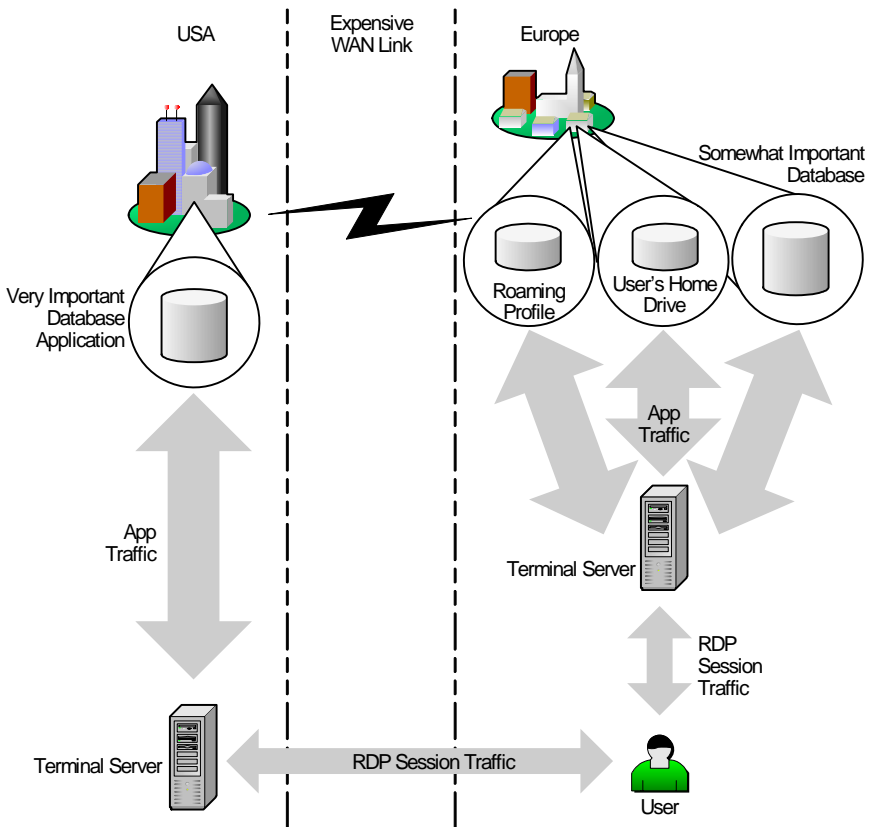 USA
Expensive
WAN Link
Europe
Somewhat Important
Database
Very Important
Database
Application
Roaming
Profile
User's Home
Drive
App
Traffic
App
Traffic
Terminal Server
RDP
Session
Traffic
Terminal Server
RDP Session Traffic
User